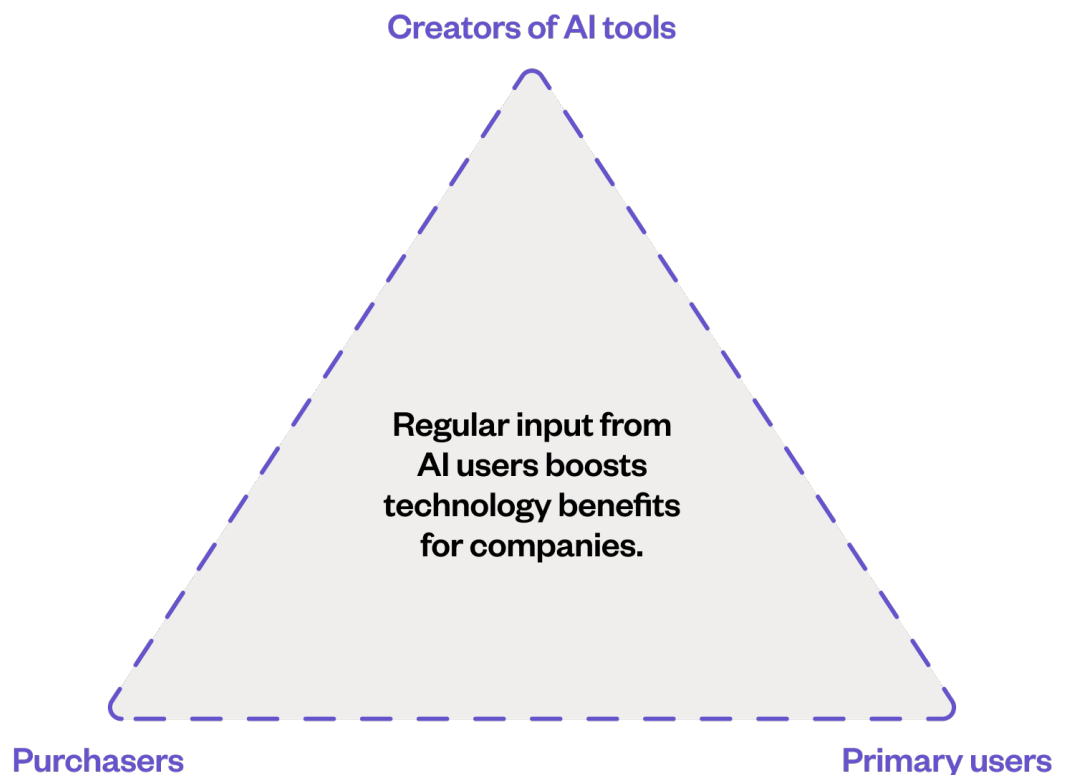 Creators of AI tools
Regular input from
AI users boosts
technology benefits
for companies.
Purchasers
Primary users